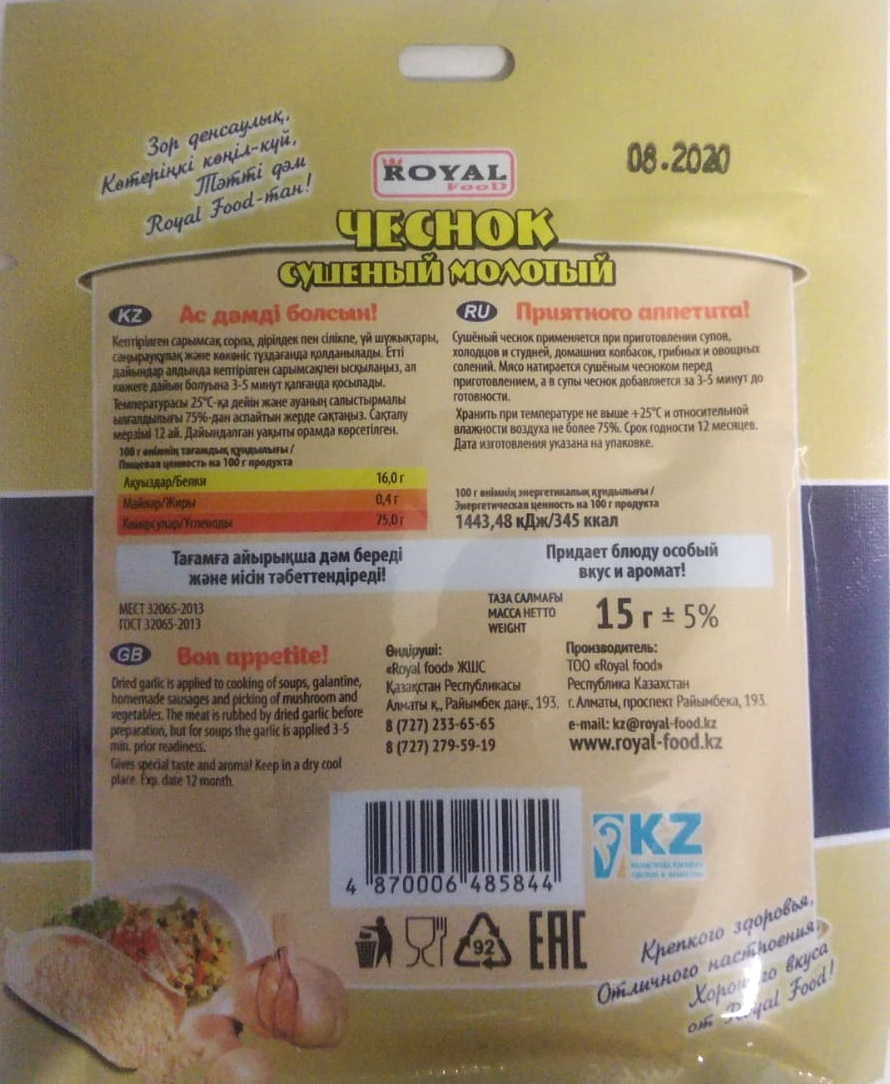 Зор денсаулық,
Көтеріңкі көңіл-күй,
Тәтті дәм
Royal Food-тан!
08.2020
ROYAL
FOOD
ЧЕСНОК
СУШЕНЫЙ МОЛОТЫЙ
KZ Ас дәмді болсын!
Кептірілген сарымсақ сорпа, дірілдек пен сілікпе, үй шұжықтары,
саңырауқұлақ және көкөніс тұздағанда қолданылады. Етті
дайындар алдында кептірілген сарымсақпен ысқылаңыз, ал
көжеге дайын болуына 3-5 минут қалғанда қосылады.
Температурасы 25°С-қа дейін және ауаның салыстырмалы
ылғалдылығы 75%-дан аспайтын жерде сақтаңыз. Сақталу
мерзімі 12 ай. Дайындалған уақыты орамда көрсетілген.
100 г өнімнің тағамдық құндылығы /
Пищевая ценность на 100 г продукта
Ақуыздар/Белки 16,0 г
Майлар/Жиры 0,4 г
Көмірсулар/Углеводы 75,0 г
RU Приятного аппетита!
Сушёный чеснок применяется при приготовлении супов,
холодцов и студней, домашних колбасок, грибных и овощных
солений. Мясо натирается сушёным чесноком перед
приготовлением, а в супы чеснок добавляется за 3-5 минут до
готовности.
Хранить при температуре не выше +25°С и относительной
влажности воздуха не более 75%. Срок годности 12 месяцев.
Дата изготовления указана на упаковке.
100 г өнімнің энергетикалық құндылығы /
Энергетическая ценность на 100 г продукта
1443,48 кДж/345 ккал
Тағамға айырықша дәм береді
және иісін тәбеттендіреді!
Придает блюду особый
вкус и аромат!
МЕСТ 32065-2013
ГОСТ 32065-2013
ТАЗА САЛМАҒЫ
МАССА НЕТТО
WEIGHT
15 г ± 5%
GB Bon appetite!
Dried garlic is applied to cooking of soups, galantine,
homemade sausages and picking of mushroom and
vegetables. The meat is rubbed by dried garlic before
preparation, but for soups the garlic is applied 3-5
min. prior readiness.
Gives special taste and aroma! Keep in a dry cool
place. Exp. date 12 month.
Өндіруші:
«Royal food» ЖШС
Қазақстан Республикасы
Алматы қ., Райымбек даңғ., 193.
8 (727) 233-65-65
8 (727) 279-59-19
Производитель:
ТОО «Royal food»
Республика Казахстан
г. Алматы, проспект Райымбека, 193.
e-mail: kz@royal-food.kz
www.royal-food.kz
4 870006 485844
KZ
92
EAC
Крепкого здоровья,
Отличного настроения,
вкуса
от Royal Food!